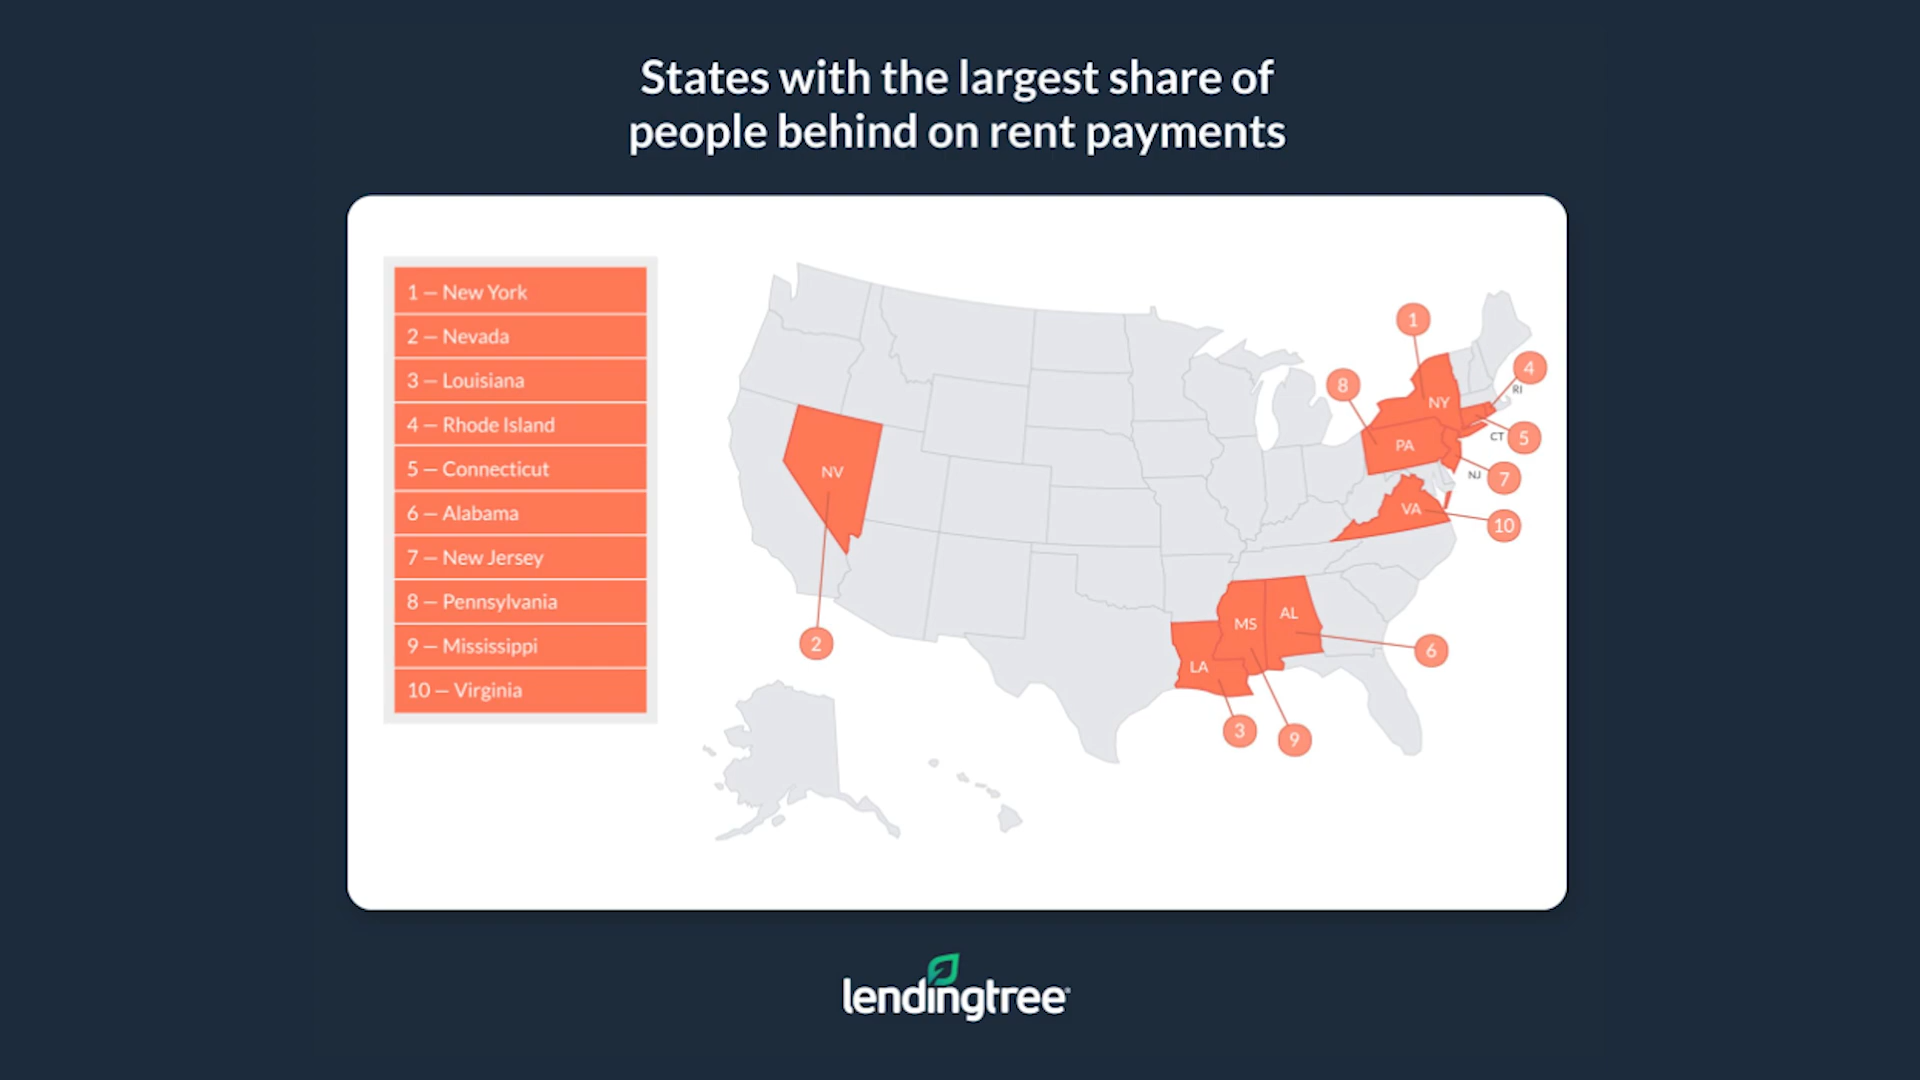 States with the largest share of
people behind on rent payments
1 – New York
2 – Nevada
3 – Louisiana
4 – Rhode Island
5 – Connecticut
6 – Alabama
7 – New Jersey
8 – Pennsylvania
9 – Mississippi
10 – Virginia
1
4
RI
8
NY
CT
5
PA
NJ
7
NV
VA
10
2
MS
AL
6
LA
3
9
lendingtree